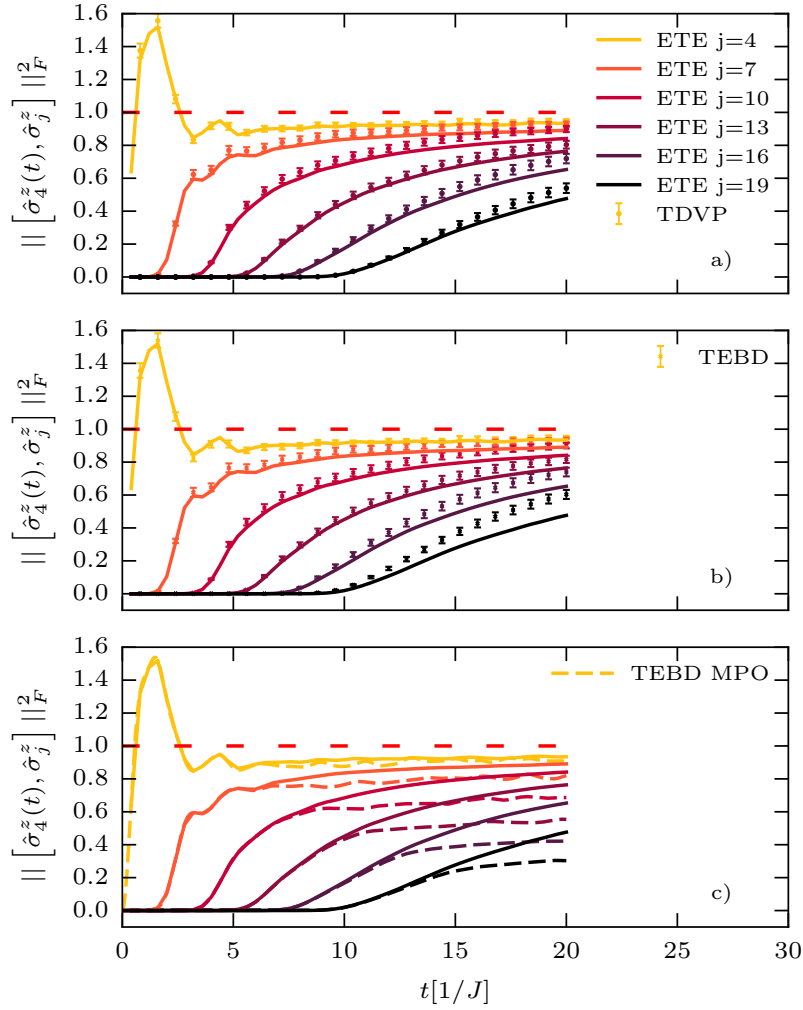 1.6
1.4
1.2
1.0
0.8
0.6
0.4
0.2
0.0
|| [σ̂₄ᶻ(t), σ̂ⱼᶻ] ||²_F
ETE j=4
ETE j=7
ETE j=10
ETE j=13
ETE j=16
ETE j=19
TDVP
a)
1.6
1.4
1.2
1.0
0.8
0.6
0.4
0.2
0.0
|| [σ̂₄ᶻ(t), σ̂ⱼᶻ] ||²_F
TEBD
b)
1.6
1.4
1.2
1.0
0.8
0.6
0.4
0.2
0.0
|| [σ̂₄ᶻ(t), σ̂ⱼᶻ] ||²_F
TEBD MPO
c)
0 5 10 15 20 25 30
t[1/J]